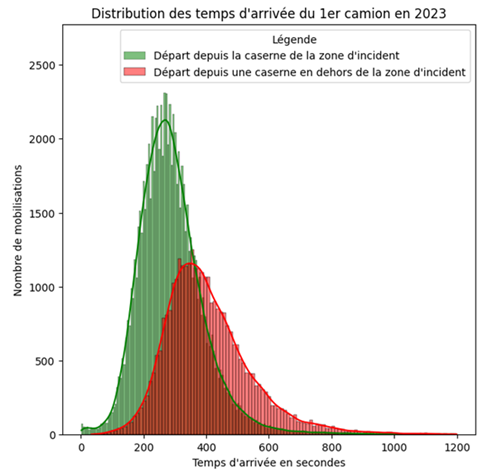 Distribution des temps d'arrivée du 1er camion en 2023
Légende
Départ depuis la caserne de la zone d'incident
Départ depuis une caserne en dehors de la zone d'incident
Nombre de mobilisations
2500
2000
1500
1000
500
0
0 200 400 600 800 1000 1200
Temps d'arrivée en secondes